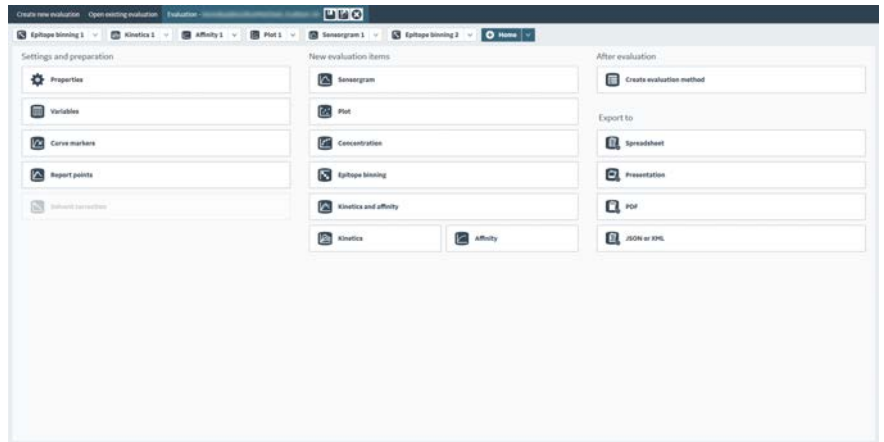 Create new evaluation Open existing evaluation Evaluation -
Epitope binning 1 Kinetics 1 Affinity 1 Plot 1 Sensorgram 1 Epitope binning 2 Home
Settings and preparation
Properties
Variables
Curve markers
Report points
Solvent correction
New evaluation items
Sensorgram
Plot
Concentration
Epitope binning
Kinetics and affinity
Kinetics Affinity
After evaluation
Create evaluation method
Export to
Spreadsheet
Presentation
PDF
JSON or XML